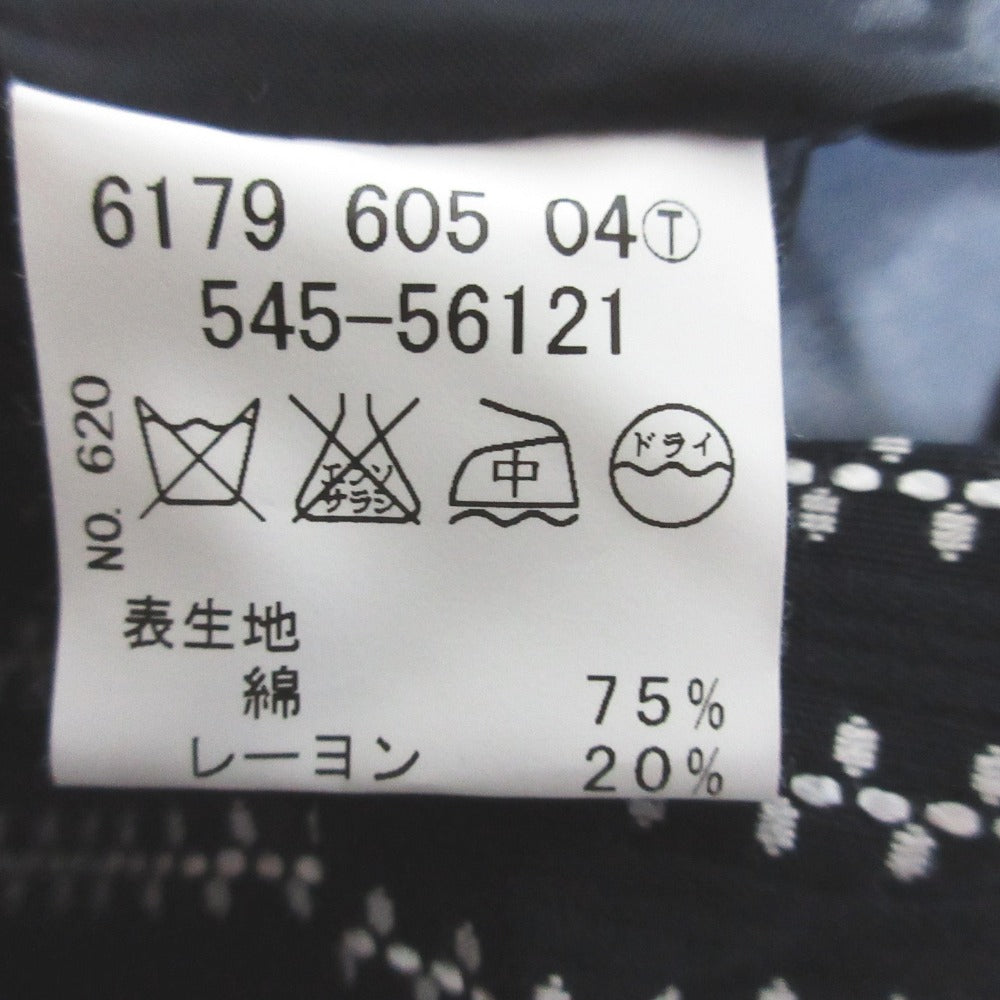 6179 605 04Ⓣ
545-56121
NO. 620
エンソ
サラシ
中
ドライ
表生地
綿 75%
レーヨン 20%